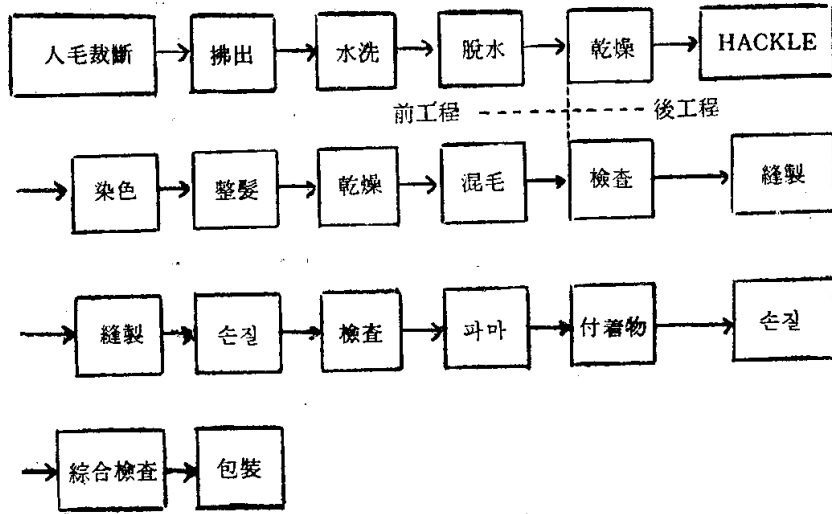 人毛裁斷 拂出 水洗 脫水 乾燥 HACKLE
前工程 後工程
染色 整髮 乾燥 混毛 檢査 縫製
縫製 손질 檢査 파마 付着物 손질
綜合檢査 包裝